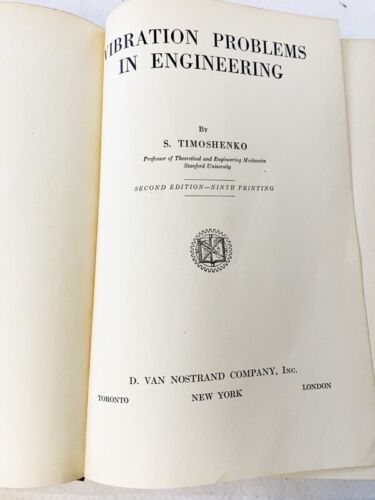 VIBRATION PROBLEMS
IN ENGINEERING
BY
S. TIMOSHENKO
Professor of Theoretical and Engineering Mechanics
Stanford University
SECOND EDITION—NINTH PRINTING
D. VAN NOSTRAND COMPANY, INC.
TORONTO NEW YORK LONDON